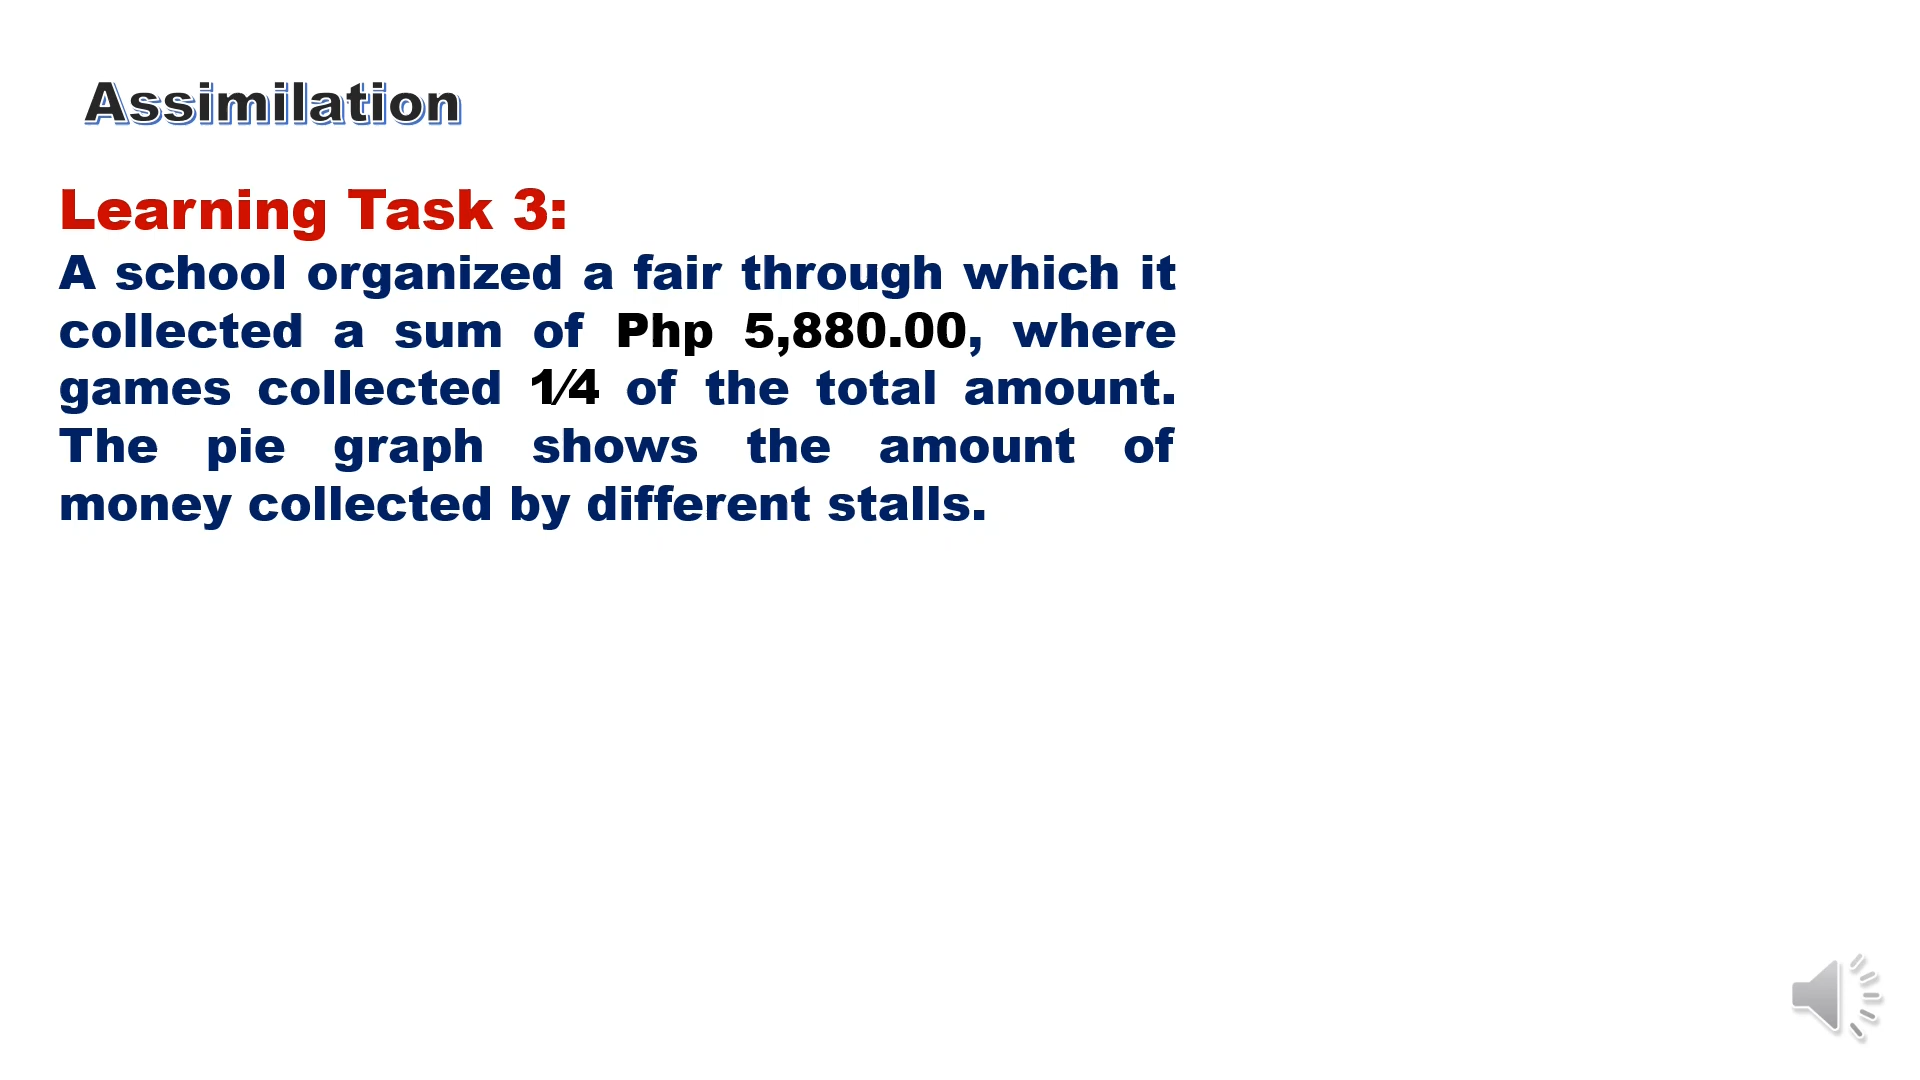 Assimilation
Learning Task 3:
A school organized a fair through which it
collected a sum of Php 5,880.00, where
games collected 1⁄4 of the total amount.
The pie graph shows the amount of
money collected by different stalls.